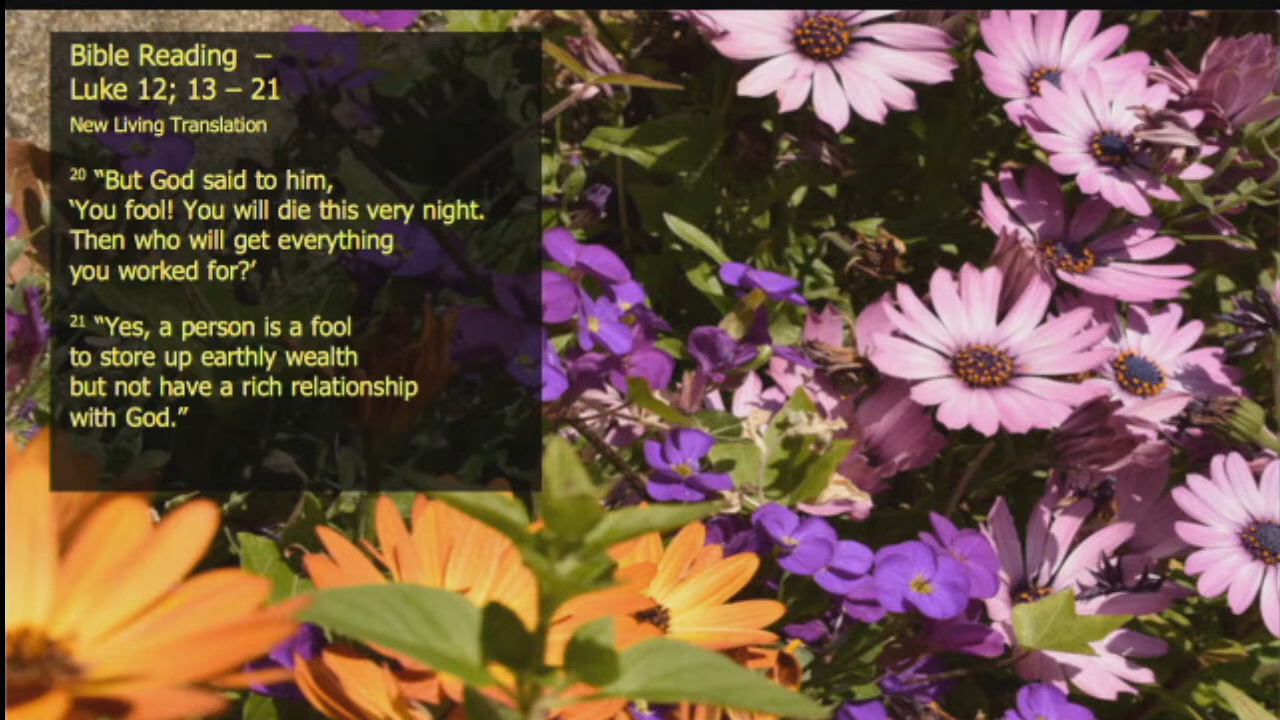 Bible Reading –
Luke 12; 13 – 21
New Living Translation
20 “But God said to him,
‘You fool! You will die this very night.
Then who will get everything
you worked for?’
21 “Yes, a person is a fool
to store up earthly wealth
but not have a rich relationship
with God.”